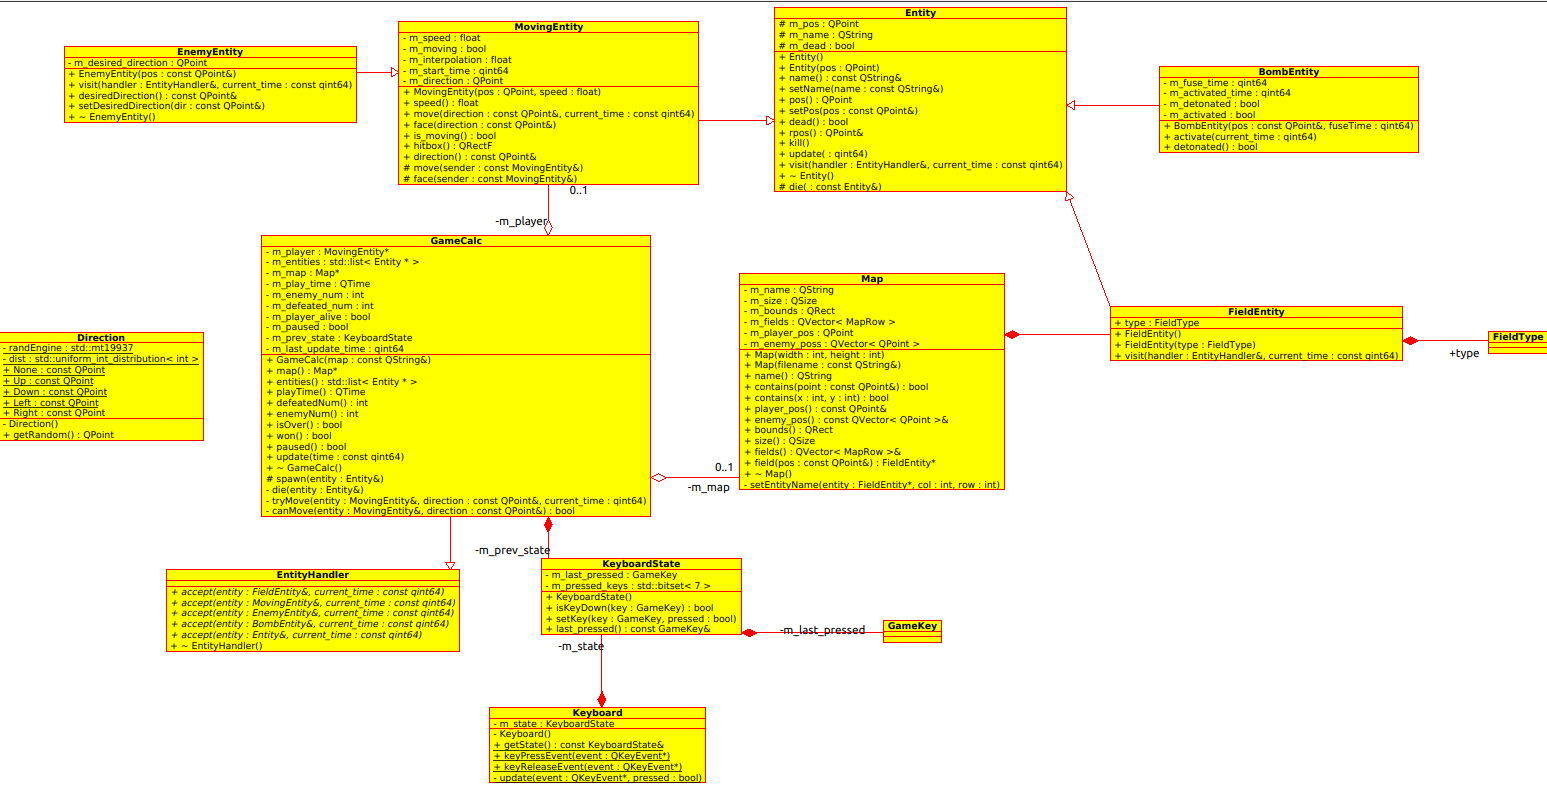 EnemyEntity
- m_desired_direction : QPoint
+ EnemyEntity(pos : const QPoint&)
+ visit(handler : EntityHandler&, current_time : const qint64)
+ desiredDirection() : const QPoint&
+ setDesiredDirection(dir : const QPoint&)
+ ~ EnemyEntity()
MovingEntity
- m_speed : float
- m_moving : bool
- m_interpolation : float
- m_start_time : qint64
- m_direction : QPoint
+ MovingEntity(pos : QPoint, speed : float)
+ speed() : float
+ move(direction : const QPoint&, current_time : const qint64)
+ face(direction : const QPoint&)
+ is_moving() : bool
+ hitbox() : QRectF
+ direction() : const QPoint&
# move(sender : const MovingEntity&)
# face(sender : const MovingEntity&)
0..1
-m_player
Entity
# m_pos : QPoint
# m_name : QString
# m_dead : bool
+ Entity()
+ Entity(pos : QPoint)
+ name() : const QString&
+ setName(name : const QString&)
+ pos() : QPoint
+ setPos(pos : const QPoint&)
+ dead() : bool
+ rpos() : QPoint&
+ kill()
+ update( : qint64)
+ visit(handler : EntityHandler&, current_time : const qint64)
+ ~ Entity()
# die( : const Entity&)
BombEntity
- m_fuse_time : qint64
- m_activated_time : qint64
- m_detonated : bool
- m_activated : bool
+ BombEntity(pos : const QPoint&, fuseTime : qint64)
+ activate(current_time : qint64)
+ detonated() : bool
GameCalc
- m_player : MovingEntity*
- m_entities : std::list< Entity * >
- m_map : Map*
- m_play_time : QTime
- m_enemy_num : int
- m_defeated_num : int
- m_player_alive : bool
- m_paused : bool
- m_prev_state : KeyboardState
- m_last_update_time : qint64
+ GameCalc(map : const QString&)
+ map() : Map*
+ entities() : std::list< Entity * >
+ playTime() : QTime
+ defeatedNum() : int
+ enemyNum() : int
+ isOver() : bool
+ won() : bool
+ paused() : bool
+ update(time : const qint64)
+ ~ GameCalc()
# spawn(entity : Entity&)
- die(entity : Entity&)
- tryMove(entity : MovingEntity&, direction : const QPoint&, current_time : qint64)
- canMove(entity : MovingEntity&, direction : const QPoint&) : bool
0..1
-m_map
Map
- m_name : QString
- m_size : QSize
- m_bounds : QRect
- m_fields : QVector< MapRow >
- m_player_pos : QPoint
- m_enemy_poss : QVector< QPoint >
+ Map(width : int, height : int)
+ Map(filename : const QString&)
+ name() : QString
+ contains(point : const QPoint&) : bool
+ contains(x : int, y : int) : bool
+ player_pos() : const QPoint&
+ enemy_pos() : const QVector< QPoint >&
+ bounds() : QRect
+ size() : QSize
+ fields() : QVector< MapRow >&
+ field(pos : const QPoint&) : FieldEntity*
+ ~ Map()
- setEntityName(entity : FieldEntity*, col : int, row : int)
FieldEntity
+ type : FieldType
+ FieldEntity()
+ FieldEntity(type : FieldType)
+ visit(handler : EntityHandler&, current_time : const qint64)
+type
FieldType
Direction
- randEngine : std::mt19937
- dist : std::uniform_int_distribution< int >
+ None : const QPoint
+ Up : const QPoint
+ Down : const QPoint
+ Left : const QPoint
+ Right : const QPoint
- Direction()
+ getRandom() : QPoint
-m_prev_state
EntityHandler
+ accept(entity : FieldEntity&, current_time : const qint64)
+ accept(entity : MovingEntity&, current_time : const qint64)
+ accept(entity : EnemyEntity&, current_time : const qint64)
+ accept(entity : BombEntity&, current_time : const qint64)
+ accept(entity : Entity&, current_time : const qint64)
+ ~ EntityHandler()
KeyboardState
- m_last_pressed : GameKey
- m_pressed_keys : std::bitset< 7 >
+ KeyboardState()
+ isKeyDown(key : GameKey) : bool
+ setKey(key : GameKey, pressed : bool)
+ last_pressed() : const GameKey&
-m_last_pressed
GameKey
-m_state
Keyboard
- m_state : KeyboardState
- Keyboard()
+ getState() : const KeyboardState&
+ keyPressEvent(event : QKeyEvent*)
+ keyReleaseEvent(event : QKeyEvent*)
- update(event : QKeyEvent*, pressed : bool)